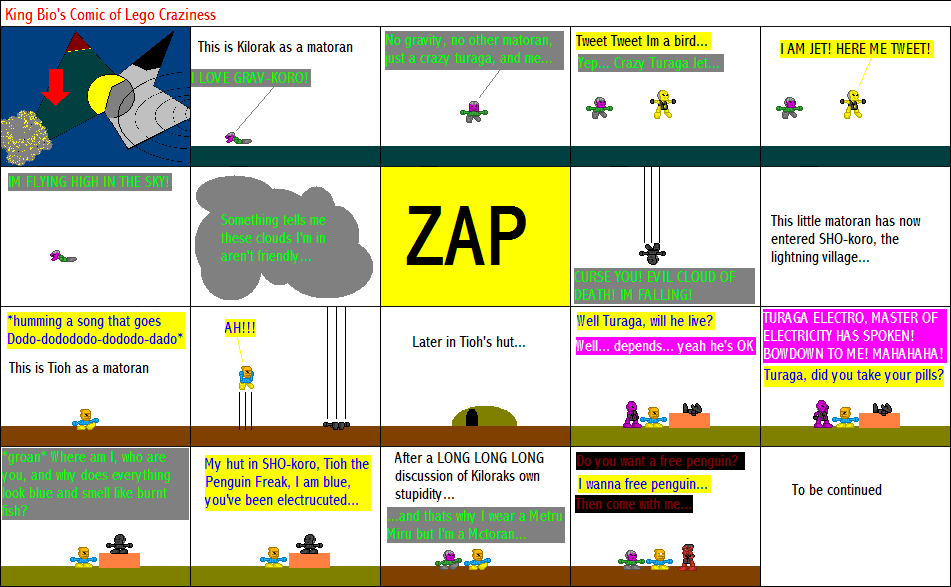 King Bio's Comic of Lego Craziness
This is Kilorak as a matoran
I LOVE GRAV-KORO!
No gravity, no other matoran,
just a crazy turaga, and me...
Tweet Tweet Im a bird...
Yep... Crazy Turaga Jet...
I AM JET! HERE ME TWEET!
IM FLYING HIGH IN THE SKY!
Something tells me
these clouds I'm in
aren't friendly...
ZAP
CURSE YOU! EVIL CLOUD OF
DEATH! IM FALLING!
This little matoran has now
entered SHO-koro, the
lightning village...
*humming a song that goes
Dodo-dodododo-dododo-dado*
This is Tioh as a matoran
AH!!!
Later in Tioh's hut...
Well Turaga, will he live?
Well... depends... yeah he's OK
TURAGA ELECTRO, MASTER OF
ELECTRICITY HAS SPOKEN!
BOWDOWN TO ME! MAHAHAHA!
Turaga, did you take your pills?
*groan* Where am I, who are
you, and why does everything
look blue and smell like burnt
fish?
My hut in SHO-koro, Tioh the
Penguin Freak, I am blue,
you've been electrucuted...
After a LONG LONG LONG
discussion of Kiloraks own
stupidity...
...and thats why I wear a Metru
Miru but I'm a Mctoran...
Do you want a free penguin?
I wanna free penguin...
Then come with me...
To be continued